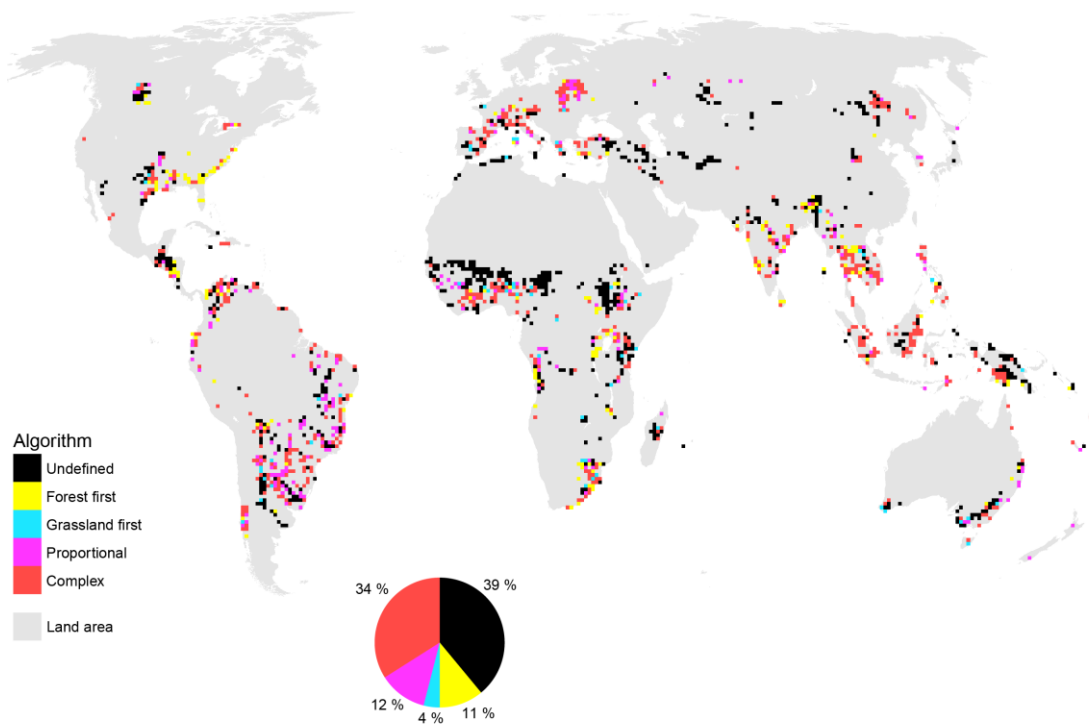 Algorithm
Undefined
Forest first
Grassland first
Proportional
Complex
Land area
34 %
39 %
12 %
4 %
11 %